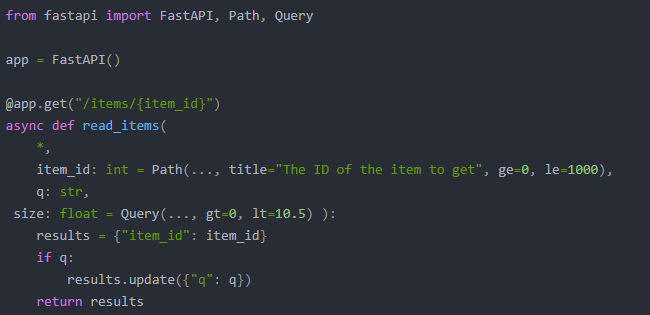 from fastapi import FastAPI, Path, Query

app = FastAPI()

@app.get("/items/{item_id}")
async def read_items(
    *,
    item_id: int = Path(..., title="The ID of the item to get", ge=0, le=1000),
    q: str,
 size: float = Query(..., gt=0, lt=10.5) ):
    results = {"item_id": item_id}
    if q:
        results.update({"q": q})
    return results